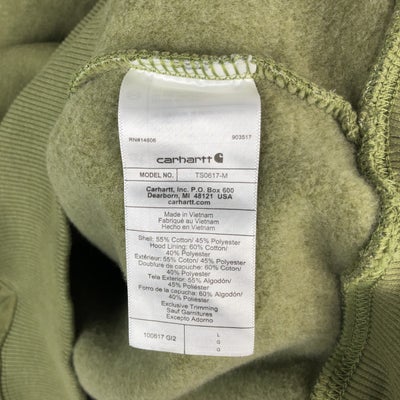 RN#14806 903517
carhartt
MODEL NO. TS0617-M
Carhartt, Inc. P.O. Box 600
Dearborn, MI 48121 USA
carhartt.com
Made in Vietnam
Fabriqué au Vietnam
Hecho en Vietnam
Shell: 55% Cotton/ 45% Polyester
Hood Lining: 60% Cotton/
40% Polyester
Extérieur: 55% Coton/ 45% Polyester
Doublure de capuche: 60% Coton/
40% Polyester
Tela Exterior: 55% Algodón/
45% Poliéster
Forro de la capucha: 60% Algodón/
40% Poliéster
Exclusive Trimming
Sauf Garnitures
Excepto Adorno
100617 GI2 L
G
G